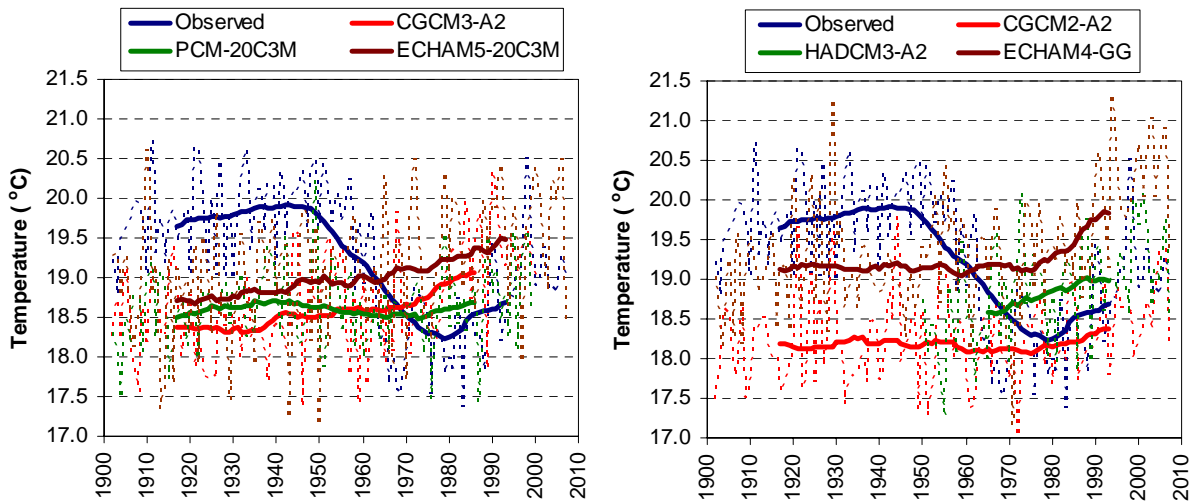 Observed CGCM3-A2
PCM-20C3M ECHAM5-20C3M
Temperature ( °C)
21.5
21.0
20.5
20.0
19.5
19.0
18.5
18.0
17.5
17.0
1900 1910 1920 1930 1940 1950 1960 1970 1980 1990 2000 2010
Observed CGCM2-A2
HADCM3-A2 ECHAM4-GG
Temperature ( °C)
21.5
21.0
20.5
20.0
19.5
19.0
18.5
18.0
17.5
17.0
1900 1910 1920 1930 1940 1950 1960 1970 1980 1990 2000 2010